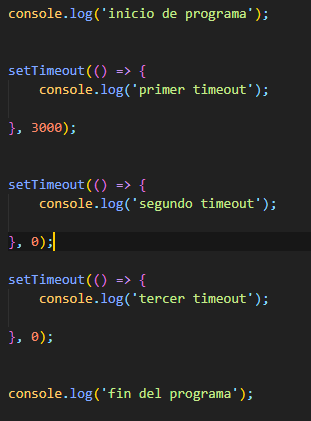 console.log('inicio de programa');
setTimeout(() => {
console.log('primer timeout');
}, 3000);
setTimeout(() => {
console.log('segundo timeout');
}, 0);
setTimeout(() => {
console.log('tercer timeout');
}, 0);
console.log('fin del programa');